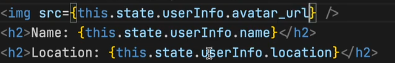 <img src={this.state.userInfo.avatar_url} />
<h2>Name: {this.state.userInfo.name}</h2>
<h2>Location: {this.state.userInfo.location}</h2>